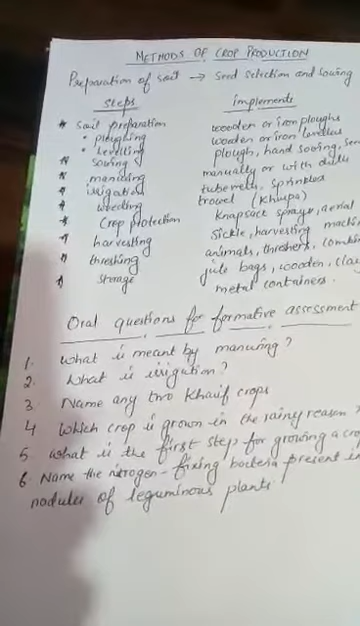 METHODS OF CROP PRODUCTION
Preparation of soil → Seed selection and sowing
Steps implements
* soil preparation
• ploughing wooden or iron ploughs
• levelling wooden or iron levellers
* sowing plough, hand sowing,
* manuring manually or with
* irrigation tubewells, sprinkled
* weeding trowel (khurpa)
* Crop protection Knapsack sprayer, aerial
* harvesting Sickle, harvesting
* threshing animals, threshers,
* storage jute bags, wooden,
metal containers.
Oral questions for formative assessment
1. what is meant by manuring?
2. What is irrigation?
3. Name any two Kharif crops
4 Which crop is grown in the rainy reason?
5. what is the first step for growing a
6. Name the nitrogen-fixing bacteria present in
nodules of leguminous plants.